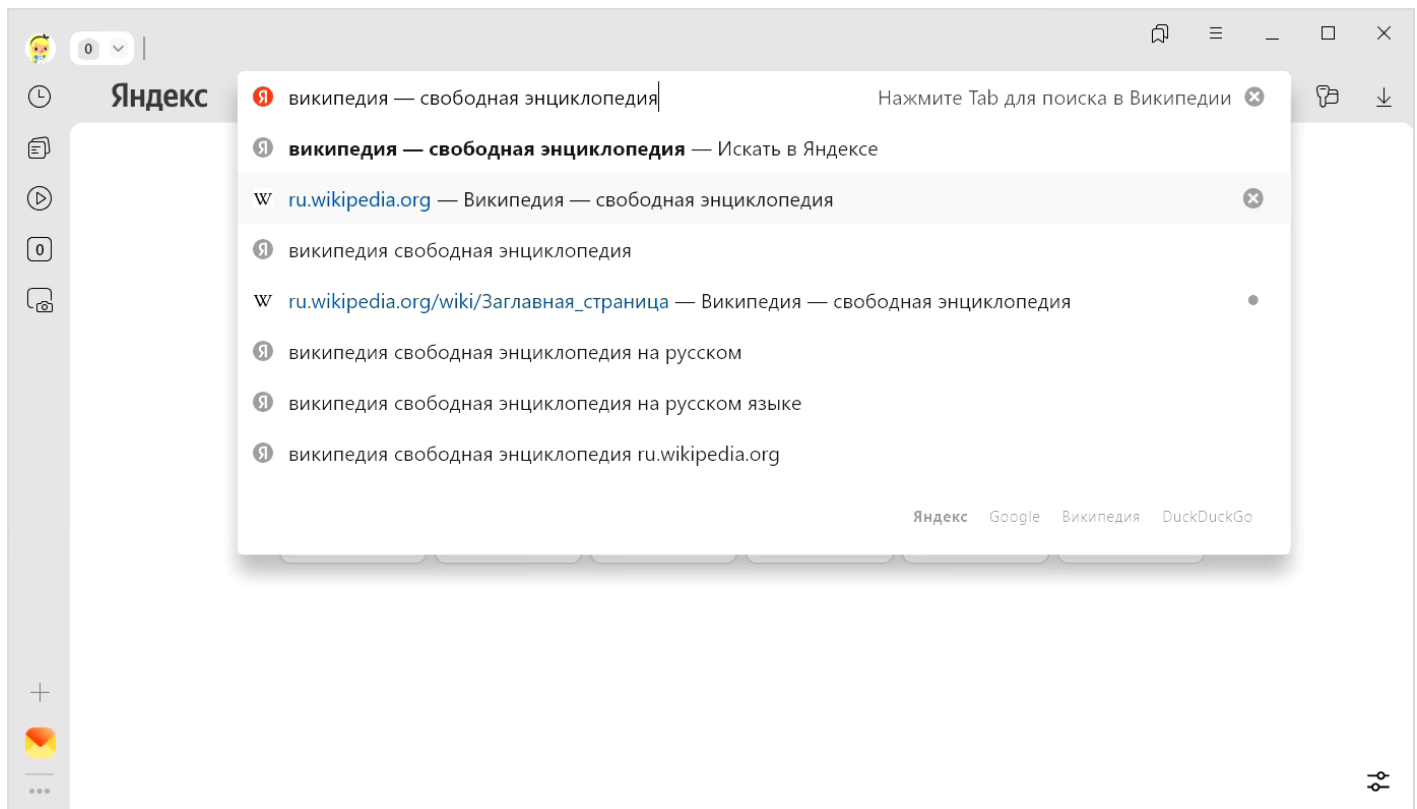 0
Яндекс
википедия — свободная энциклопедия Нажмите Tab для поиска в Википедии
википедия — свободная энциклопедия — Искать в Яндексе
ru.wikipedia.org — Википедия — свободная энциклопедия
википедия свободная энциклопедия
0
ru.wikipedia.org/wiki/Заглавная_страница — Википедия — свободная энциклопедия
википедия свободная энциклопедия на русском
википедия свободная энциклопедия на русском языке
википедия свободная энциклопедия ru.wikipedia.org
Яндекс Google Википедия DuckDuckGo